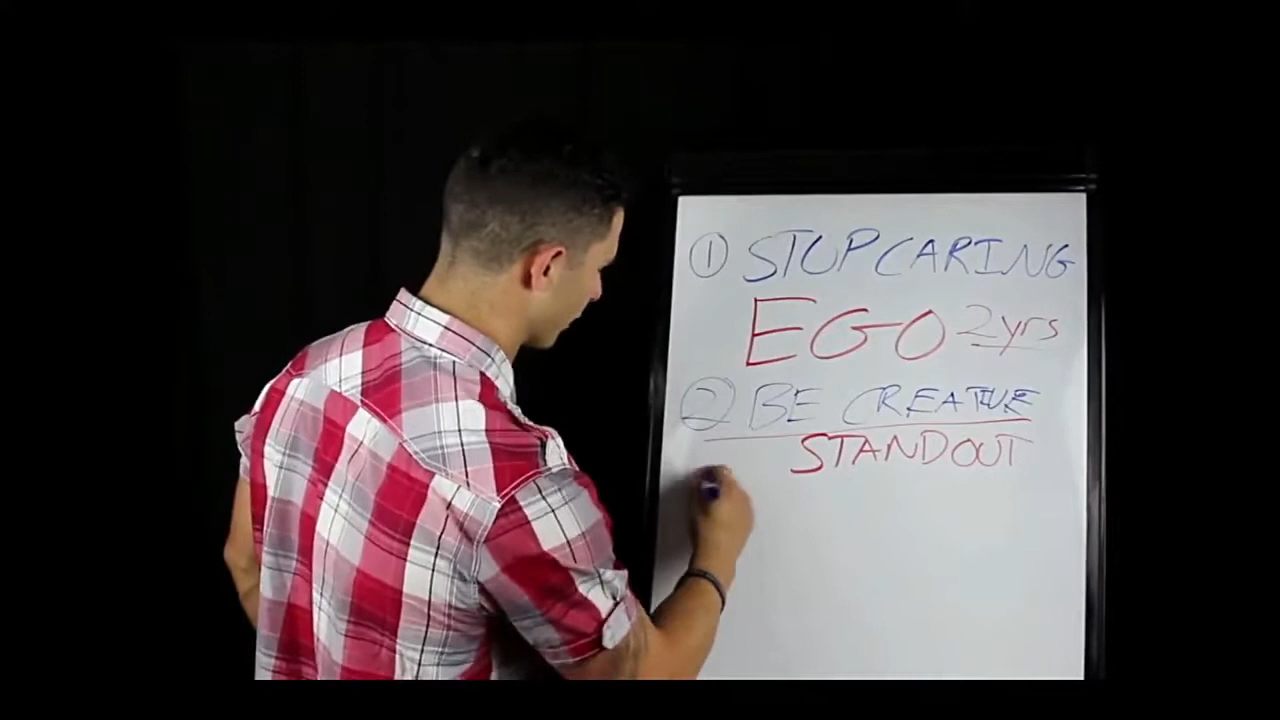 ① STOP CARING
EGO 2yrs
② BE CREATIVE
STANDOUT